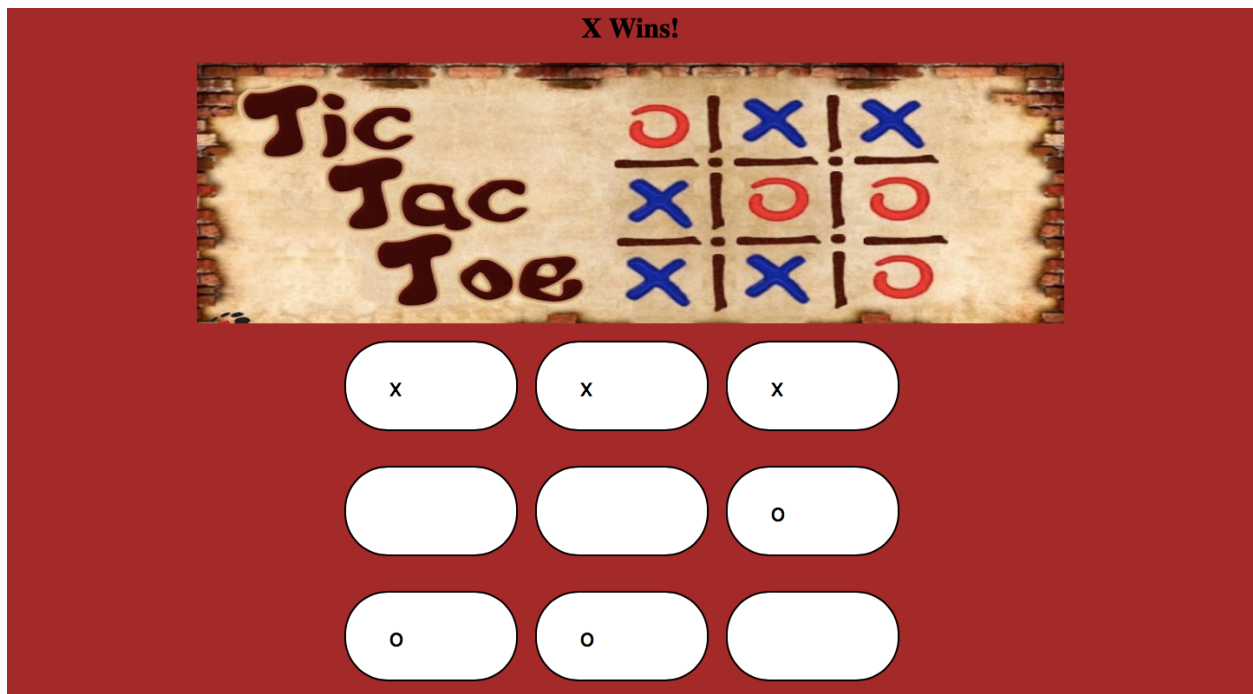 X Wins!
Tic
Tac
Toe
O X X
X O O
X X O
x x x
o
o o